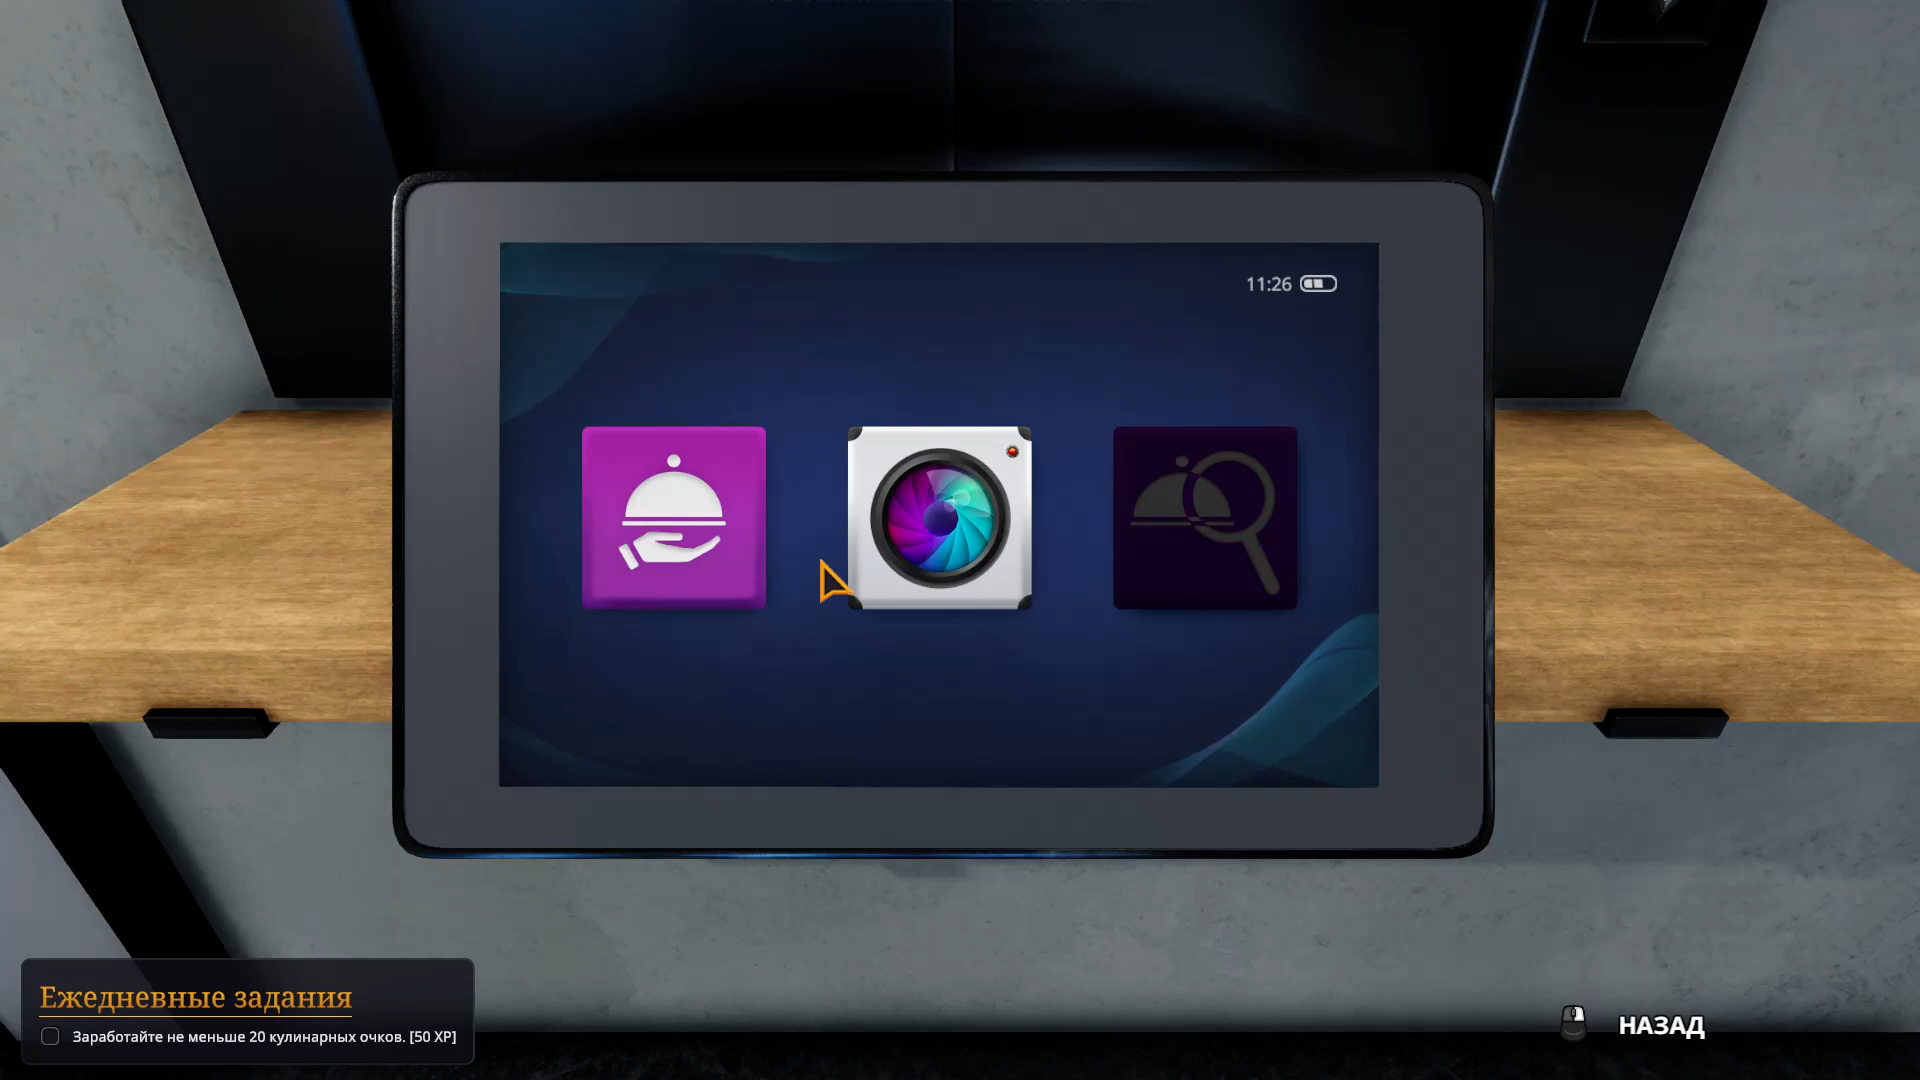 11:26
Ежедневные задания
Заработайте не меньше 20 кулинарных очков. [50 XP]
НАЗАД